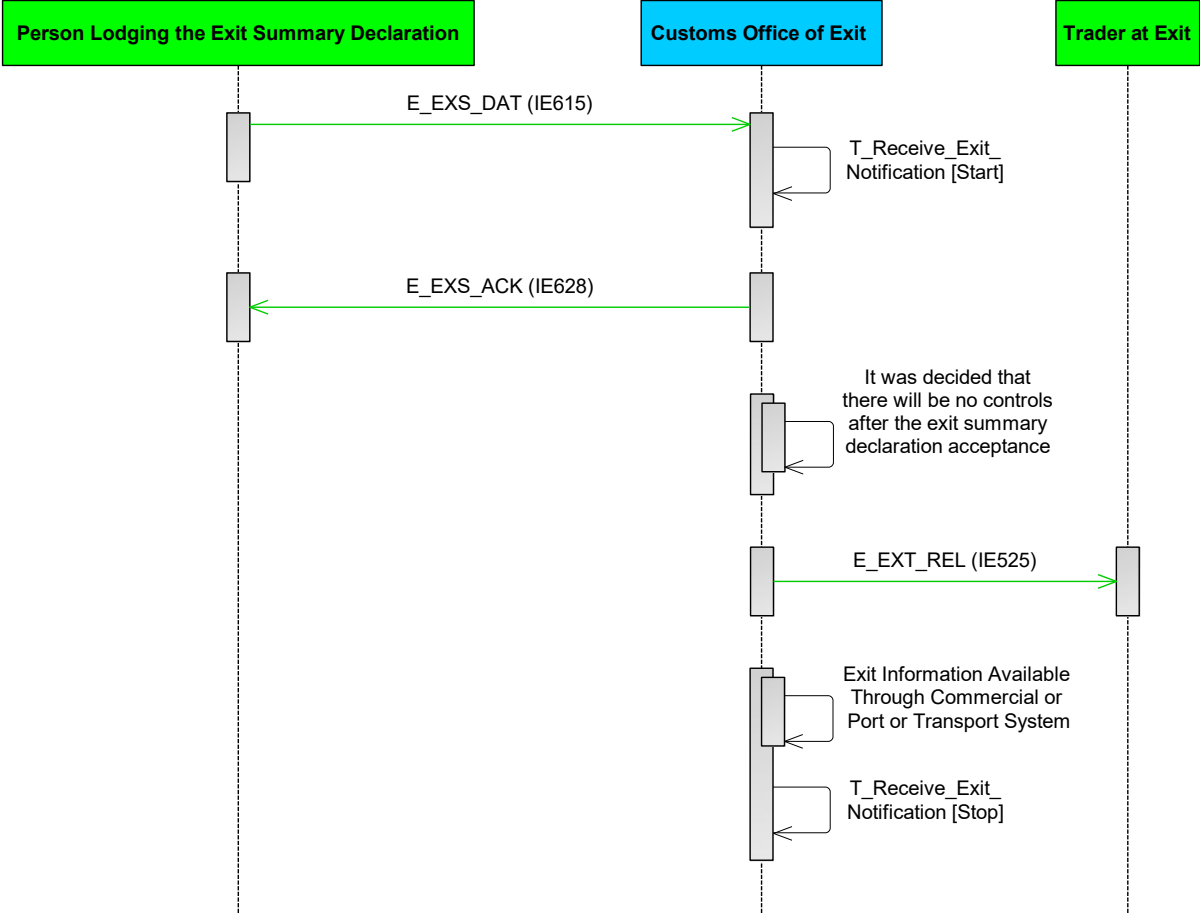 Person Lodging the Exit Summary Declaration
Customs Office of Exit
Trader at Exit
E_EXS_DAT (IE615)
T_Receive_Exit_
Notification [Start]
E_EXS_ACK (IE628)
It was decided that
there will be no controls
after the exit summary
declaration acceptance
E_EXT_REL (IE525)
Exit Information Available
Through Commercial or
Port or Transport System
T_Receive_Exit_
Notification [Stop]